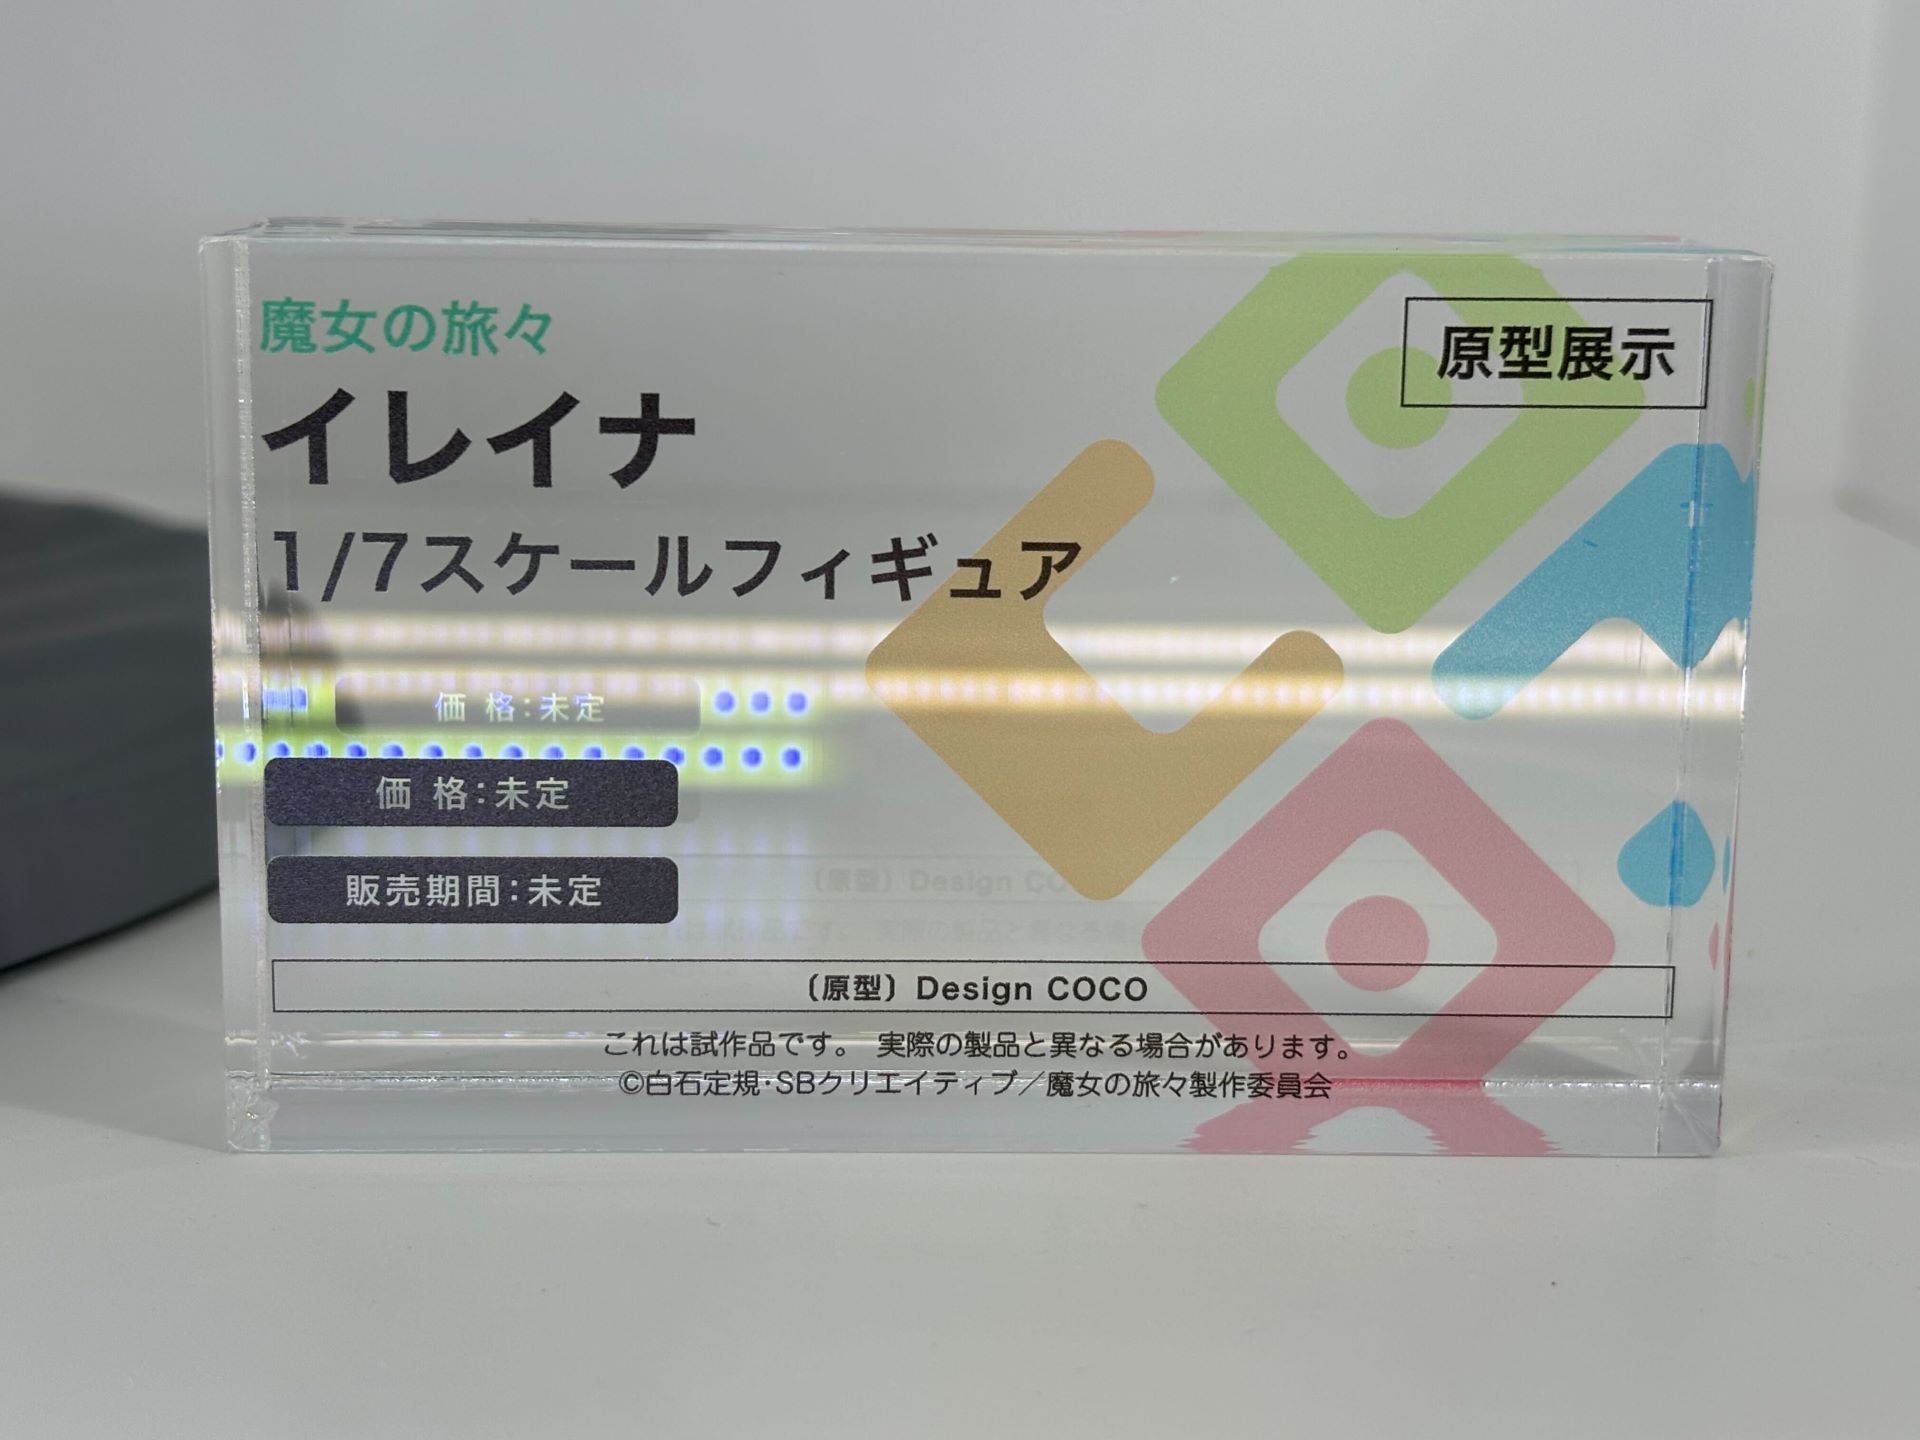 魔女の旅々
原型展示
イレイナ
1/7スケールフィギュア
価 格：未定
価 格：未定
販売期間：未定
〔原型〕Design COCO
これは試作品です。 実際の製品と異なる場合があります。
©白石定規・SBクリエイティブ／魔女の旅々製作委員会